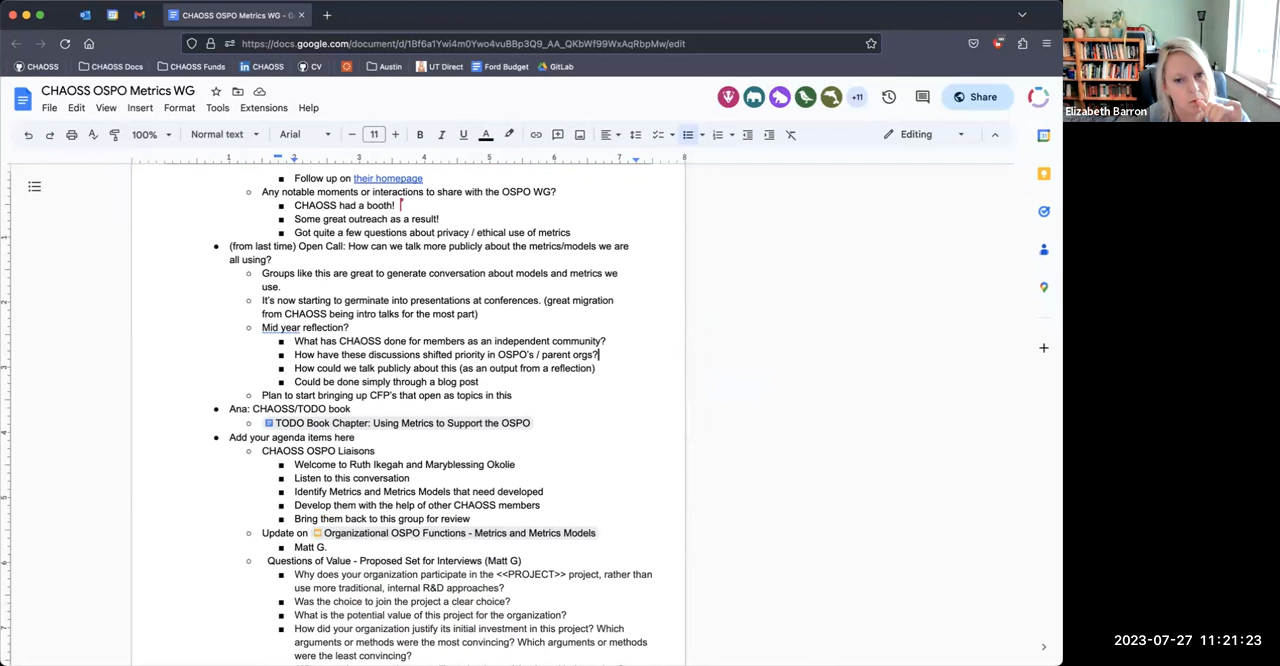 CHAOSS OSPO Metrics WG - G
https://docs.google.com/document/d/1Bf6a1Ywi4m0Ywo4vuBBp3Q9_AA_QKbWf99WxAqRbpMw/edit
CHAOSS
CHAOSS Docs
CHAOSS Funds
CHAOSS
CV
Austin
UT Direct
Ford Budget
GitLab
CHAOSS OSPO Metrics WG
File Edit View Insert Format Tools Extensions Help
+11
Share
100% Normal text Arial 11 Editing
1 2 3 4 5 6 7 8
Follow up on their homepage
Any notable moments or interactions to share with the OSPO WG?
CHAOSS had a booth!
Some great outreach as a result!
Got quite a few questions about privacy / ethical use of metrics
(from last time) Open Call: How can we talk more publicly about the metrics/models we are
all using?
Groups like this are great to generate conversation about models and metrics we
use.
It's now starting to germinate into presentations at conferences. (great migration
from CHAOSS being intro talks for the most part)
Mid year reflection?
What has CHAOSS done for members as an independent community?
How have these discussions shifted priority in OSPO's / parent orgs?
How could we talk publicly about this (as an output from a reflection)
Could be done simply through a blog post
Plan to start bringing up CFP's that open as topics in this
Ana: CHAOSS/TODO book
TODO Book Chapter: Using Metrics to Support the OSPO
Add your agenda items here
CHAOSS OSPO Liaisons
Welcome to Ruth Ikegah and Maryblessing Okolie
Listen to this conversation
Identify Metrics and Metrics Models that need developed
Develop them with the help of other CHAOSS members
Bring them back to this group for review
Update on Organizational OSPO Functions - Metrics and Metrics Models
Matt G.
Questions of Value - Proposed Set for Interviews (Matt G)
Why does your organization participate in the <<PROJECT>> project, rather than
use more traditional, internal R&D approaches?
Was the choice to join the project a clear choice?
What is the potential value of this project for the organization?
How did your organization justify its initial investment in this project? Which
arguments or methods were the most convincing? Which arguments or methods
were the least convincing?
Elizabeth Barron
2023-07-27 11:21:23